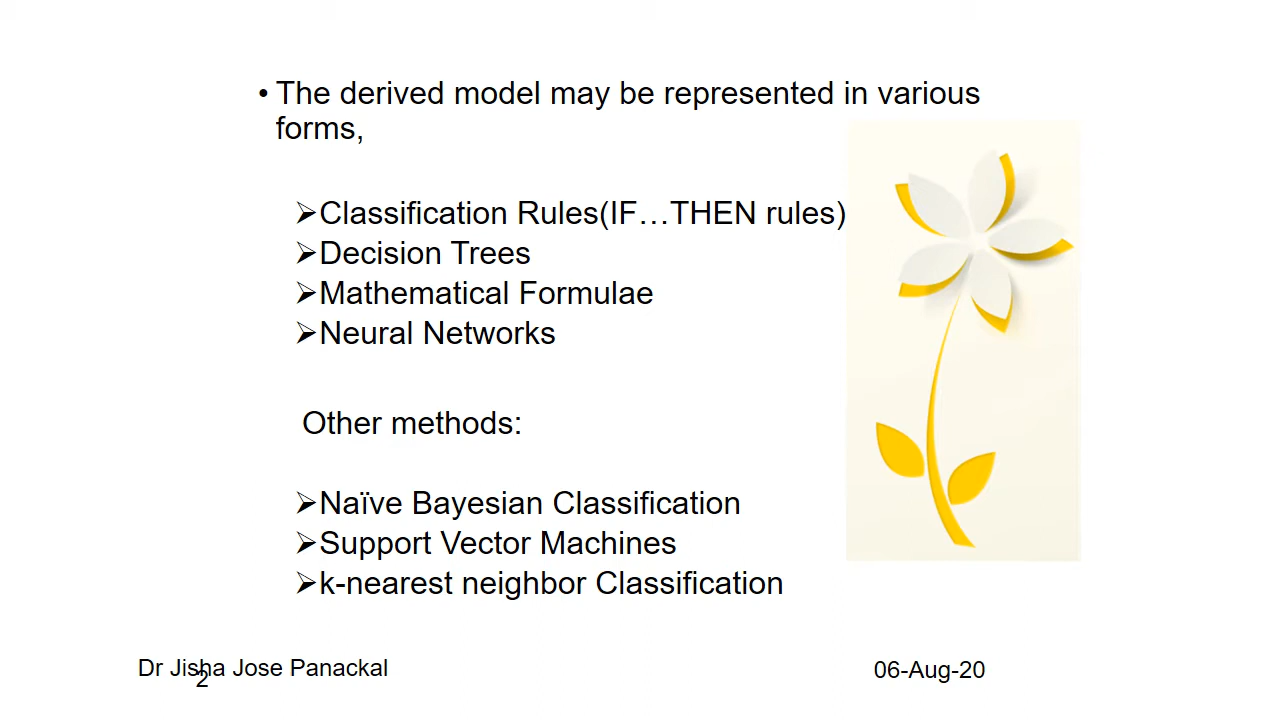 • The derived model may be represented in various
forms,
➢Classification Rules(IF…THEN rules)
➢Decision Trees
➢Mathematical Formulae
➢Neural Networks
Other methods:
➢Naïve Bayesian Classification
➢Support Vector Machines
➢k-nearest neighbor Classification
Dr Jisha Jose Panackal
2
06-Aug-20